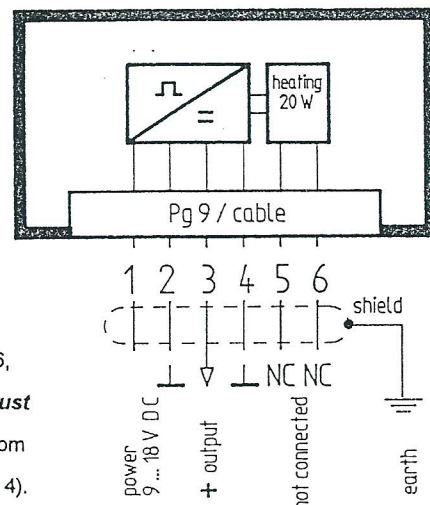 heating
20 W
Pg 9 / cable
1 2 3 4 5 6
shield
6,
NC NC
ust
om
4).
power
9 ... 18 V DC
+ output
not connected
earth